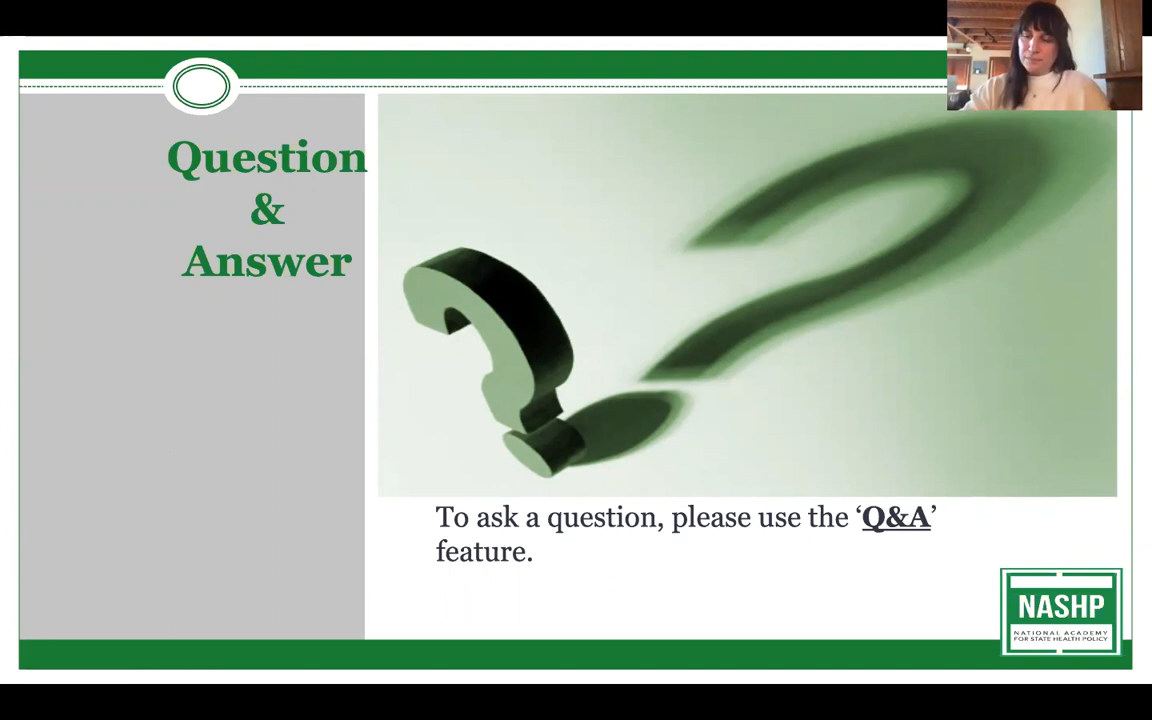 Question
&
Answer
To ask a question, please use the ‘Q&A’
feature.
NASHP
NATIONAL ACADEMY
FOR STATE HEALTH POLICY